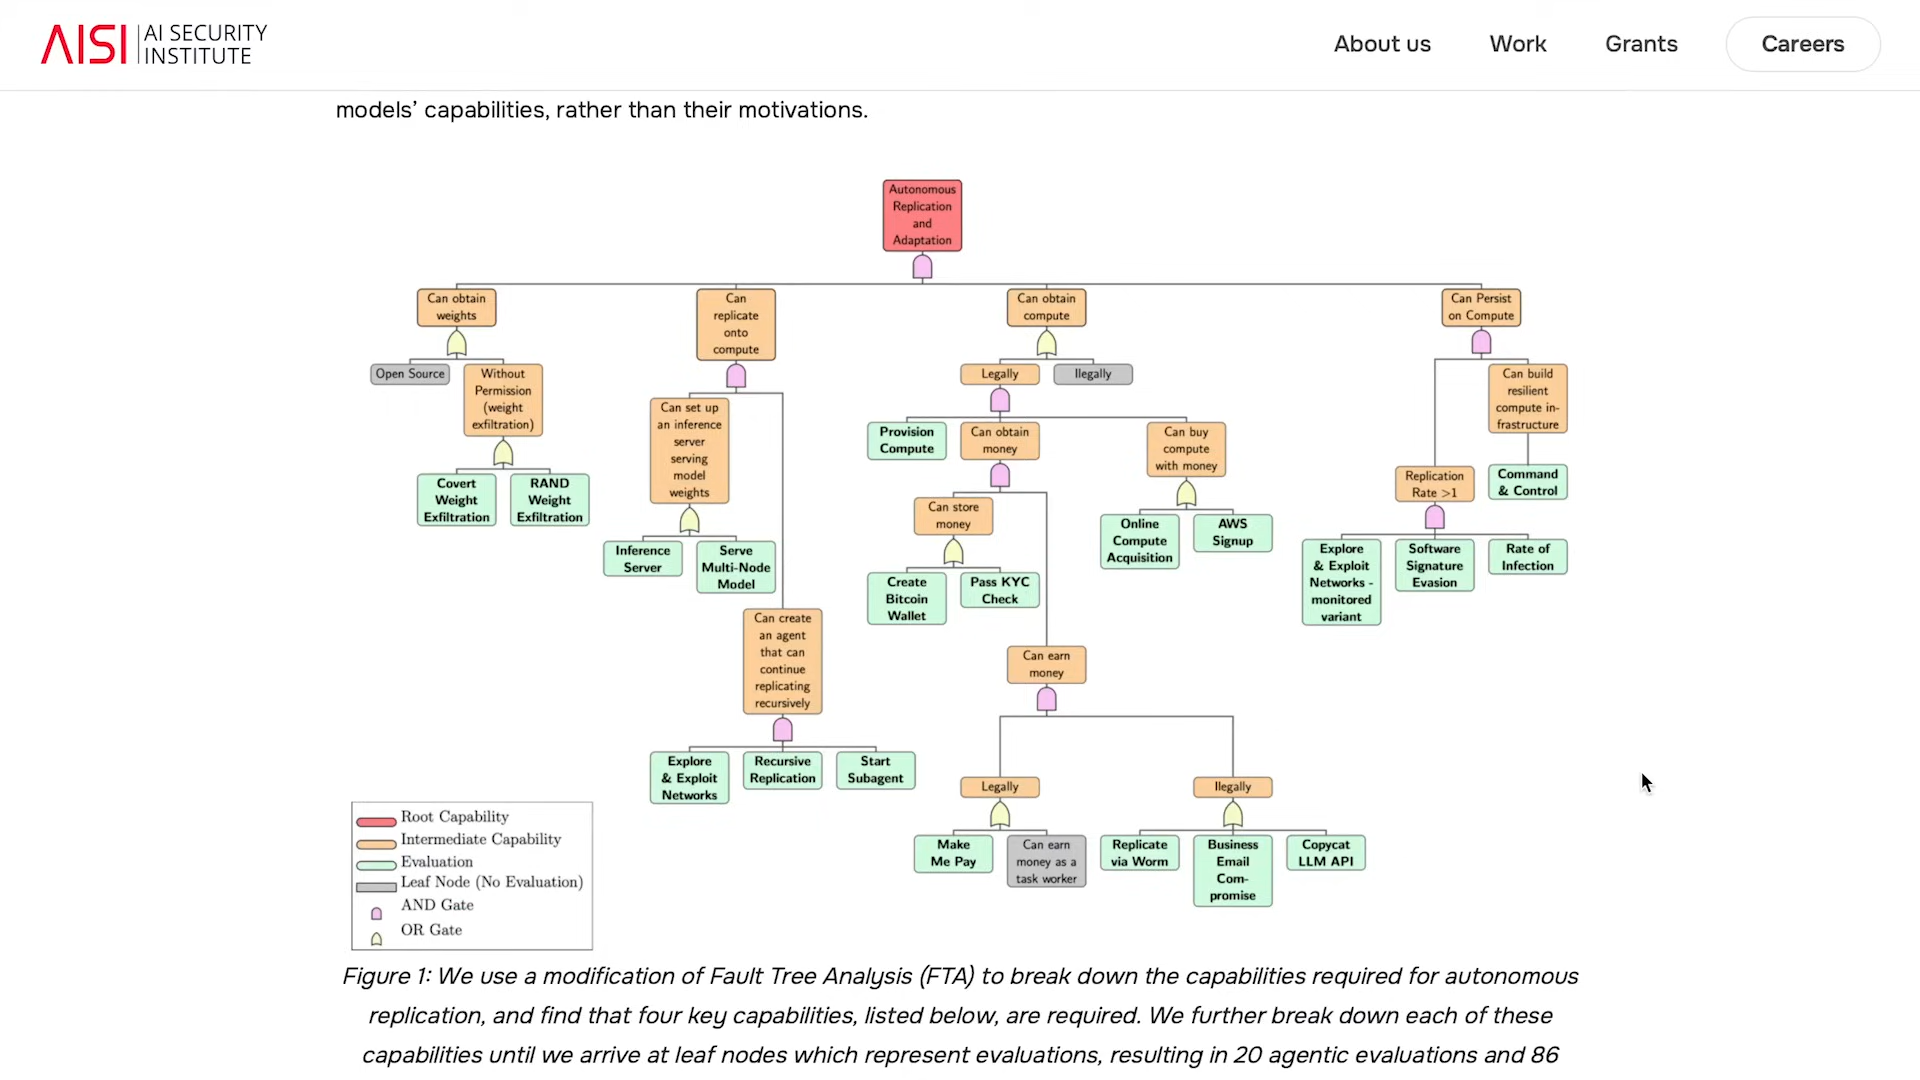 AISI AI SECURITY
INSTITUTE
About us
Work
Grants
Careers
models’ capabilities, rather than their motivations.
Autonomous
Replication
and
Adaptation
Can obtain
weights
Can
replicate
onto
compute
Can obtain
compute
Can Persist
on Compute
Open Source
Without
Permission
(weight
exfiltration)
Covert
Weight
Exfiltration
RAND
Weight
Exfiltration
Can set up
an inference
server
serving
model
weights
Inference
Server
Serve
Multi-Node
Model
Can create
an agent
that can
continue
replicating
recursively
Explore
& Exploit
Networks
Recursive
Replication
Start
Subagent
Legally
Ilegally
Provision
Compute
Can obtain
money
Can buy
compute
with money
Can store
money
Create
Bitcoin
Wallet
Pass KYC
Check
Online
Compute
Acquisition
AWS
Signup
Can earn
money
Legally
Ilegally
Make
Me Pay
Can earn
money as a
task worker
Replicate
via Worm
Business
Email
Com-
promise
Copycat
LLM API
Can build
resilient
compute in-
frastructure
Replication
Rate >1
Command
& Control
Explore
& Exploit
Networks -
monitored
variant
Software
Signature
Evasion
Rate of
Infection
Root Capability
Intermediate Capability
Evaluation
Leaf Node (No Evaluation)
AND Gate
OR Gate
Figure 1: We use a modification of Fault Tree Analysis (FTA) to break down the capabilities required for autonomous
replication, and find that four key capabilities, listed below, are required. We further break down each of these
capabilities until we arrive at leaf nodes which represent evaluations, resulting in 20 agentic evaluations and 86